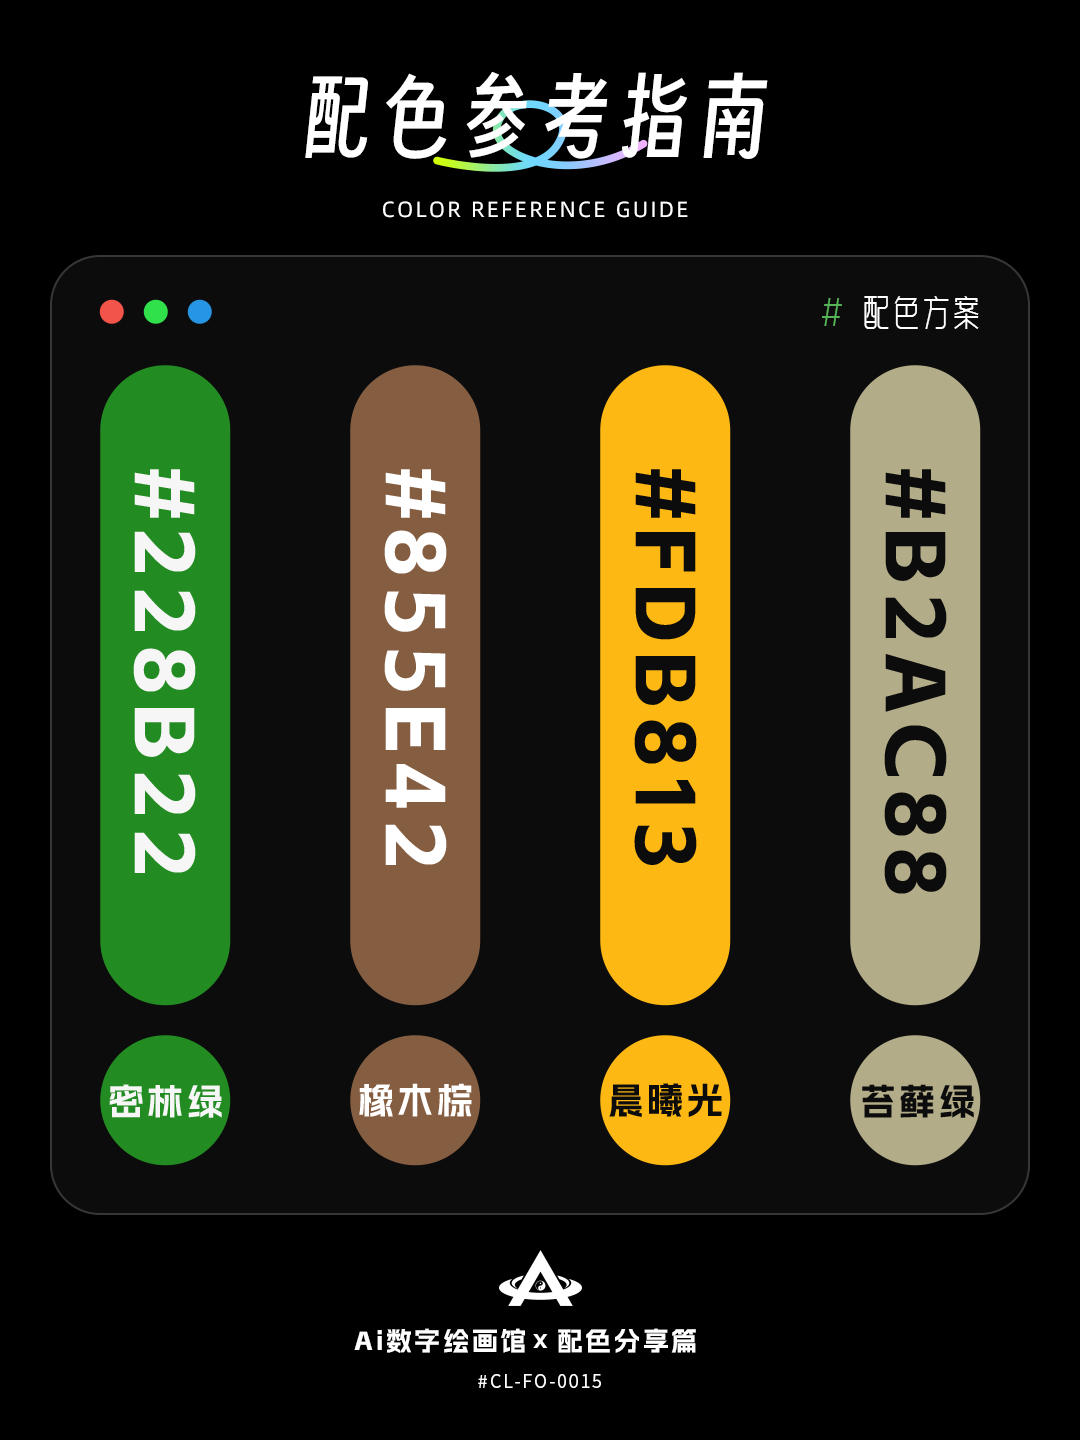 配色参考指南
COLOR REFERENCE GUIDE
# 配色方案
#228B22
#855E42
#FDB813
#B2AC88
密林绿
橡木棕
晨曦光
苔藓绿
Ai数字绘画馆 x 配色分享篇
#CL-FO-0015